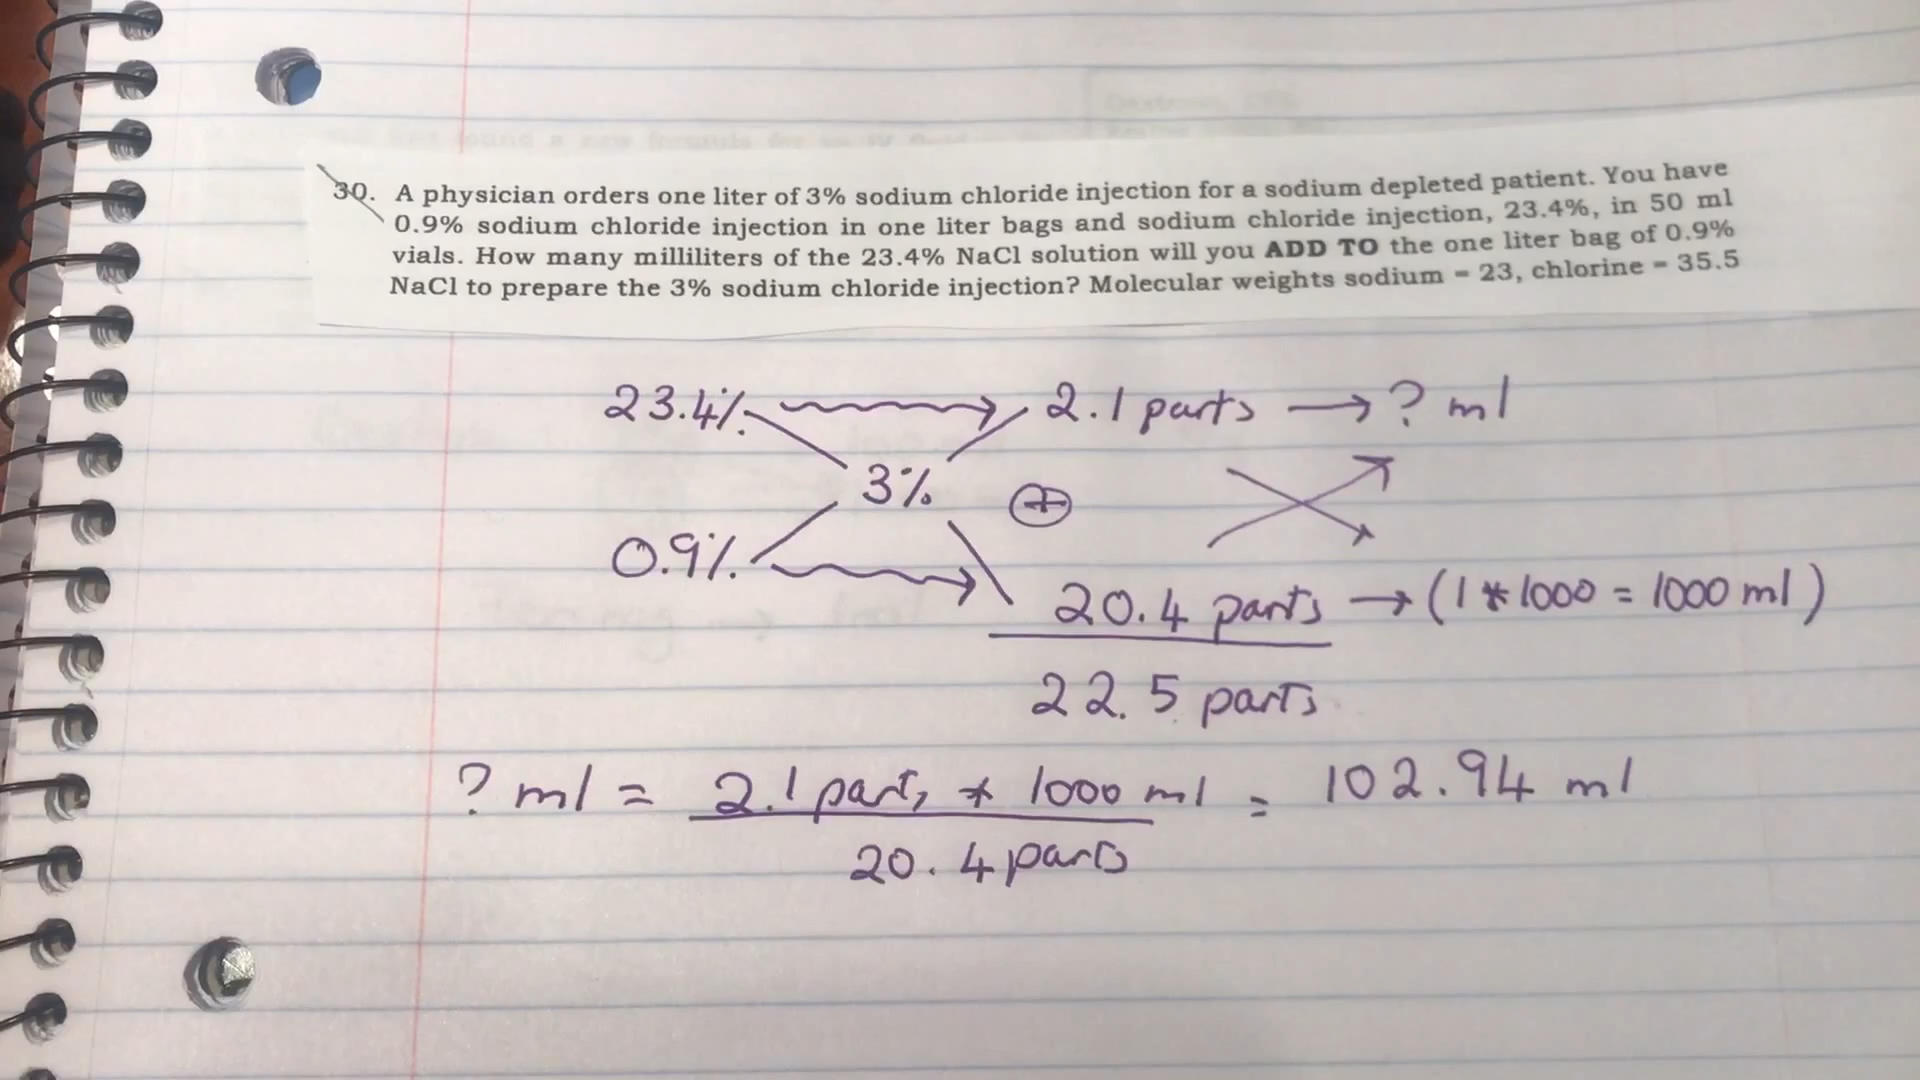 30. A physician orders one liter of 3% sodium chloride injection for a sodium depleted patient. You have
0.9% sodium chloride injection in one liter bags and sodium chloride injection, 23.4%, in 50 ml
vials. How many milliliters of the 23.4% NaCl solution will you ADD TO the one liter bag of 0.9%
NaCl to prepare the 3% sodium chloride injection? Molecular weights sodium = 23, chlorine = 35.5
23.4% 2.1 parts → ? ml
3% +
0.9% 20.4 parts → (1 * 1000 = 1000 ml)
22.5 parts
? ml = 2.1 parts * 1000 ml = 102.94 ml
20.4 parts